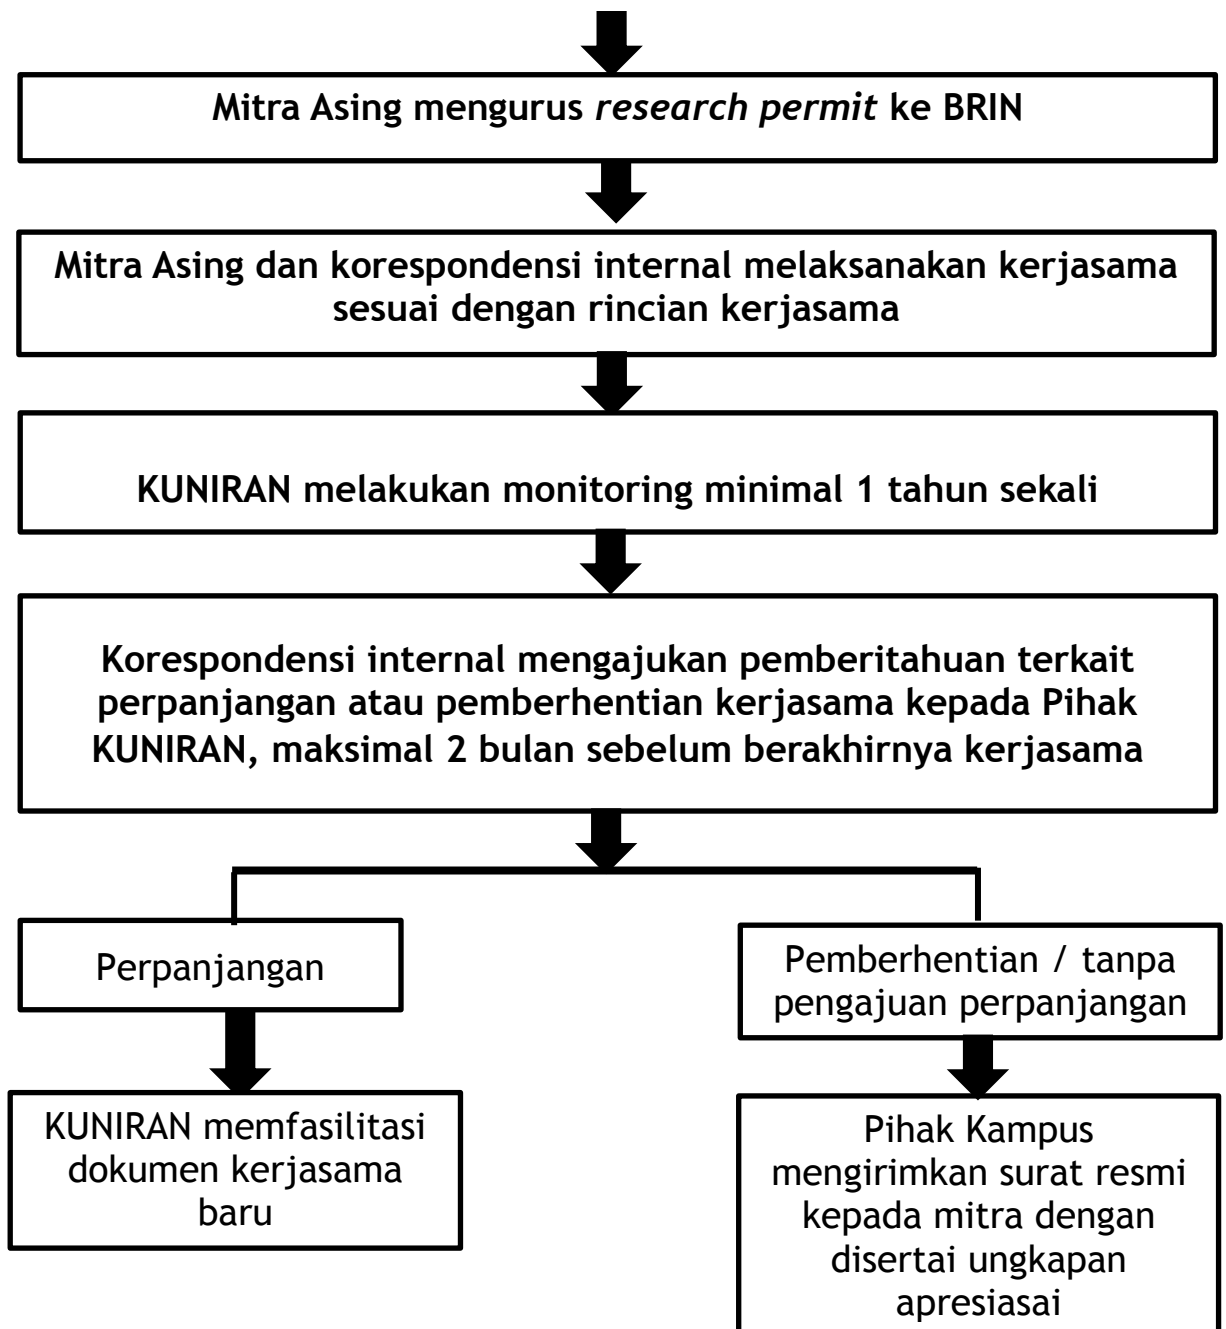 Mitra Asing mengurus research permit ke BRIN
Mitra Asing dan korespondensi internal melaksanakan kerjasama
sesuai dengan rincian kerjasama
KUNIRAN melakukan monitoring minimal 1 tahun sekali
Korespondensi internal mengajukan pemberitahuan terkait
perpanjangan atau pemberhentian kerjasama kepada Pihak
KUNIRAN, maksimal 2 bulan sebelum berakhirnya kerjasama
Perpanjangan
Pemberhentian / tanpa
pengajuan perpanjangan
KUNIRAN memfasilitasi
dokumen kerjasama
baru
Pihak Kampus
mengirimkan surat resmi
kepada mitra dengan
disertai ungkapan
apresiasai